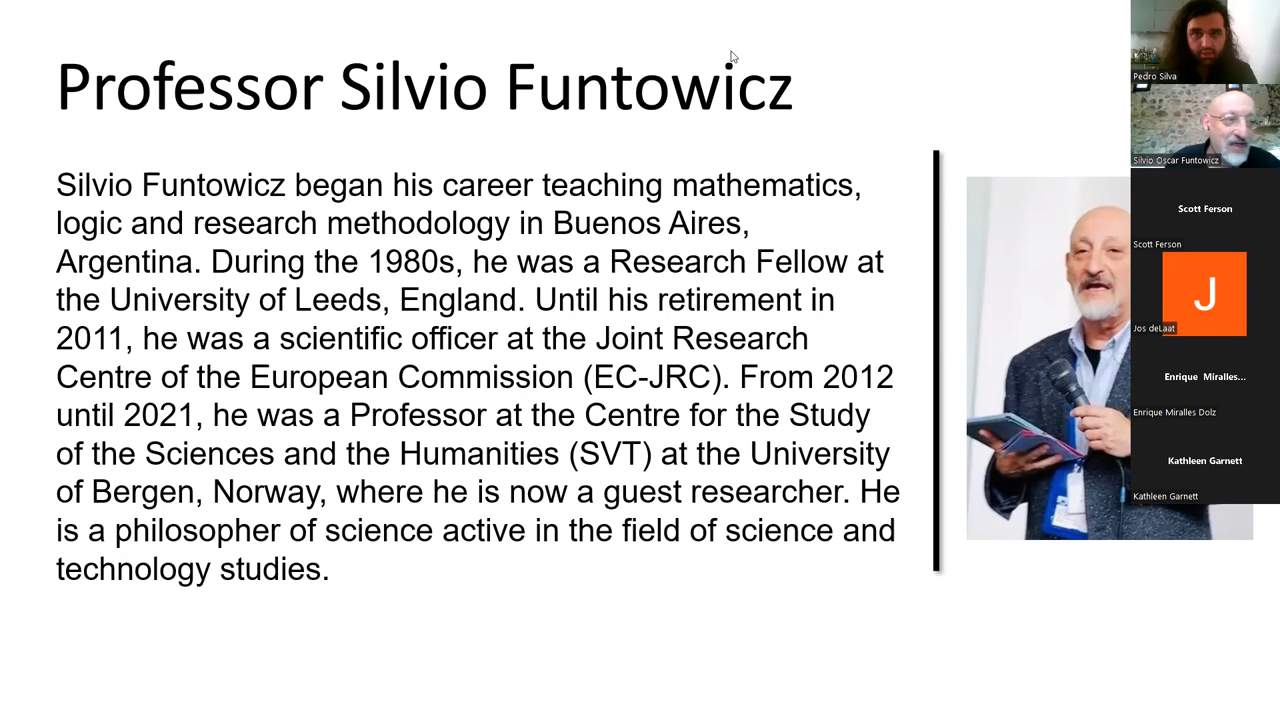 Professor Silvio Funtowicz
Silvio Funtowicz began his career teaching mathematics,
logic and research methodology in Buenos Aires,
Argentina. During the 1980s, he was a Research Fellow at
the University of Leeds, England. Until his retirement in
2011, he was a scientific officer at the Joint Research
Centre of the European Commission (EC-JRC). From 2012
until 2021, he was a Professor at the Centre for the Study
of the Sciences and the Humanities (SVT) at the University
of Bergen, Norway, where he is now a guest researcher. He
is a philosopher of science active in the field of science and
technology studies.
Pedro Silva
Silvio Oscar Funtowicz
Scott Ferson
Scott Ferson
J
Jos deLaat
Enrique Miralles...
Enrique Miralles Dolz
Kathleen Garnett
Kathleen Garnett